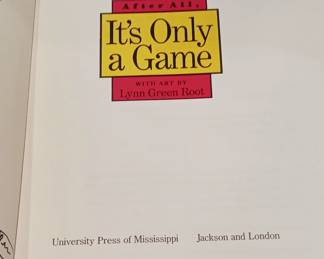 After All,
It's Only
a Game
WITH ART BY
Lynn Green Root
University Press of Mississippi Jackson and London